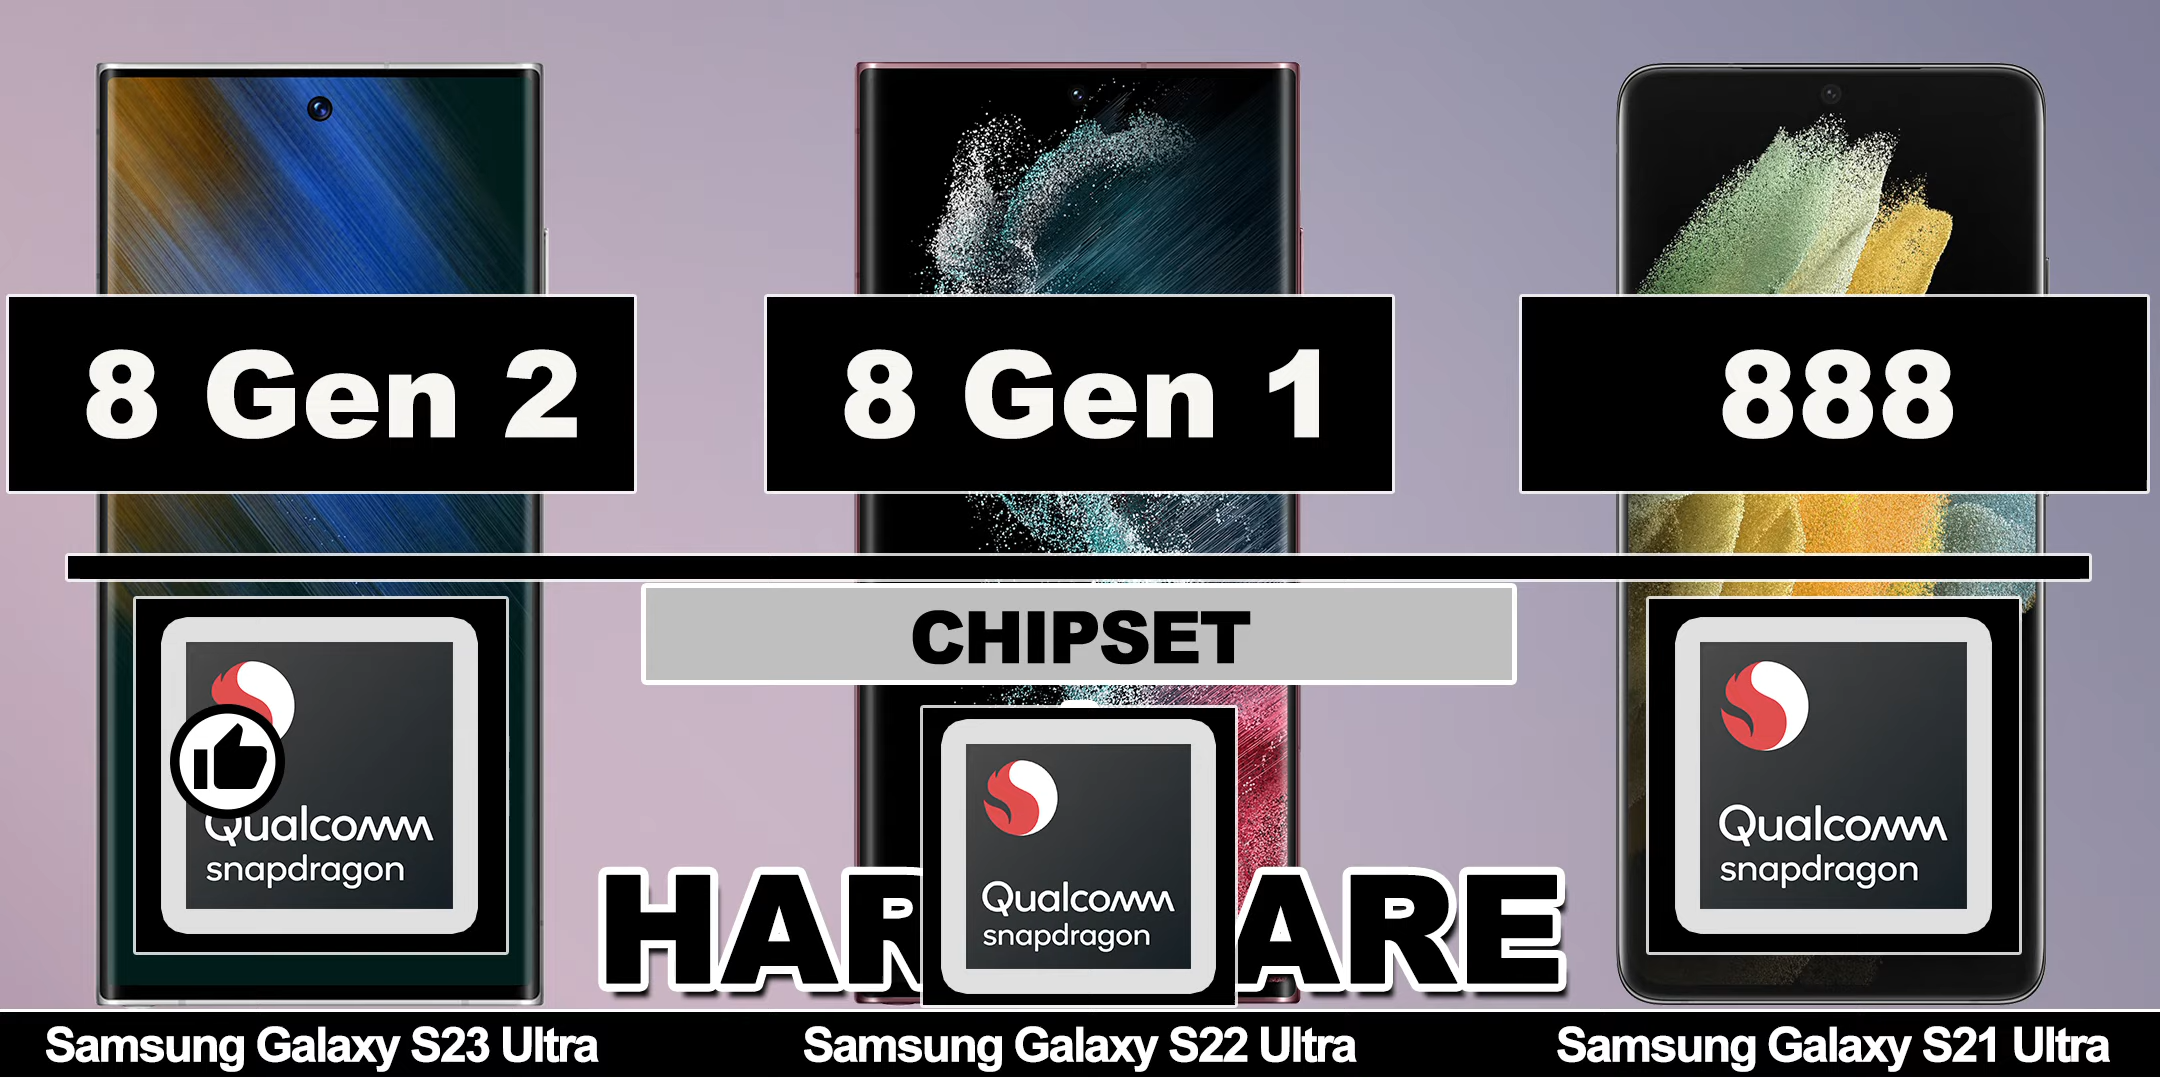 8 Gen 2
8 Gen 1
888
CHIPSET
Qualcomm
snapdragon
Qualcomm
snapdragon
Qualcomm
snapdragon
HAR
ARE
Samsung Galaxy S23 Ultra
Samsung Galaxy S22 Ultra
Samsung Galaxy S21 Ultra